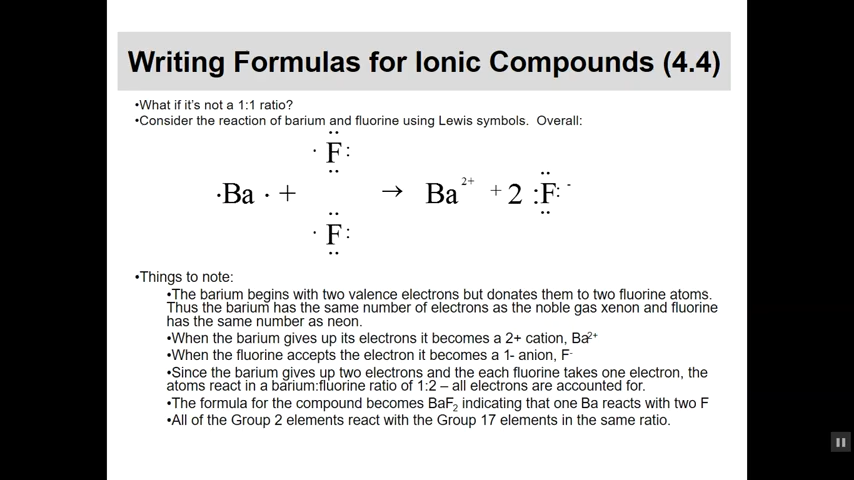 Writing Formulas for Ionic Compounds (4.4)
•What if it's not a 1:1 ratio?
•Consider the reaction of barium and fluorine using Lewis symbols.  Overall:
· F :
·Ba · + → Ba 2+ + 2 :F: -
· F :
•Things to note:
•The barium begins with two valence electrons but donates them to two fluorine atoms.
Thus the barium has the same number of electrons as the noble gas xenon and fluorine
has the same number as neon.
•When the barium gives up its electrons it becomes a 2+ cation, Ba2+
•When the fluorine accepts the electron it becomes a 1- anion, F-
•Since the barium gives up two electrons and the each fluorine takes one electron, the
atoms react in a barium:fluorine ratio of 1:2 – all electrons are accounted for.
•The formula for the compound becomes BaF2 indicating that one Ba reacts with two F
•All of the Group 2 elements react with the Group 17 elements in the same ratio.